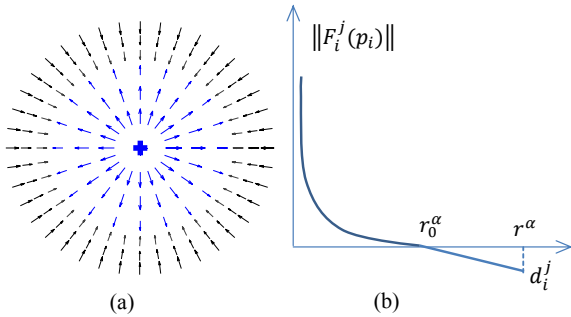 ‖F_i^j(p_i)‖
r_0^α
r^α
d_i^j
(a)
(b)